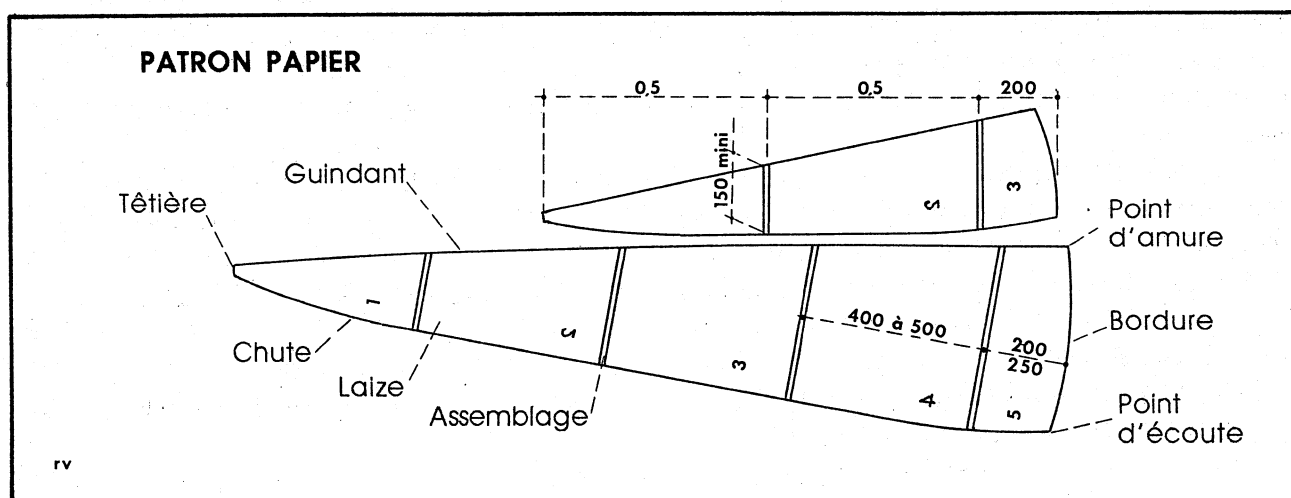 PATRON PAPIER
0,5
0,5
200
150 mini
2
3
Guindant
Têtière
Point
d'amure
1
2
3
4
5
400 à 500
200
250
Bordure
Chute
Laize
Assemblage
Point
d'écoute
rv